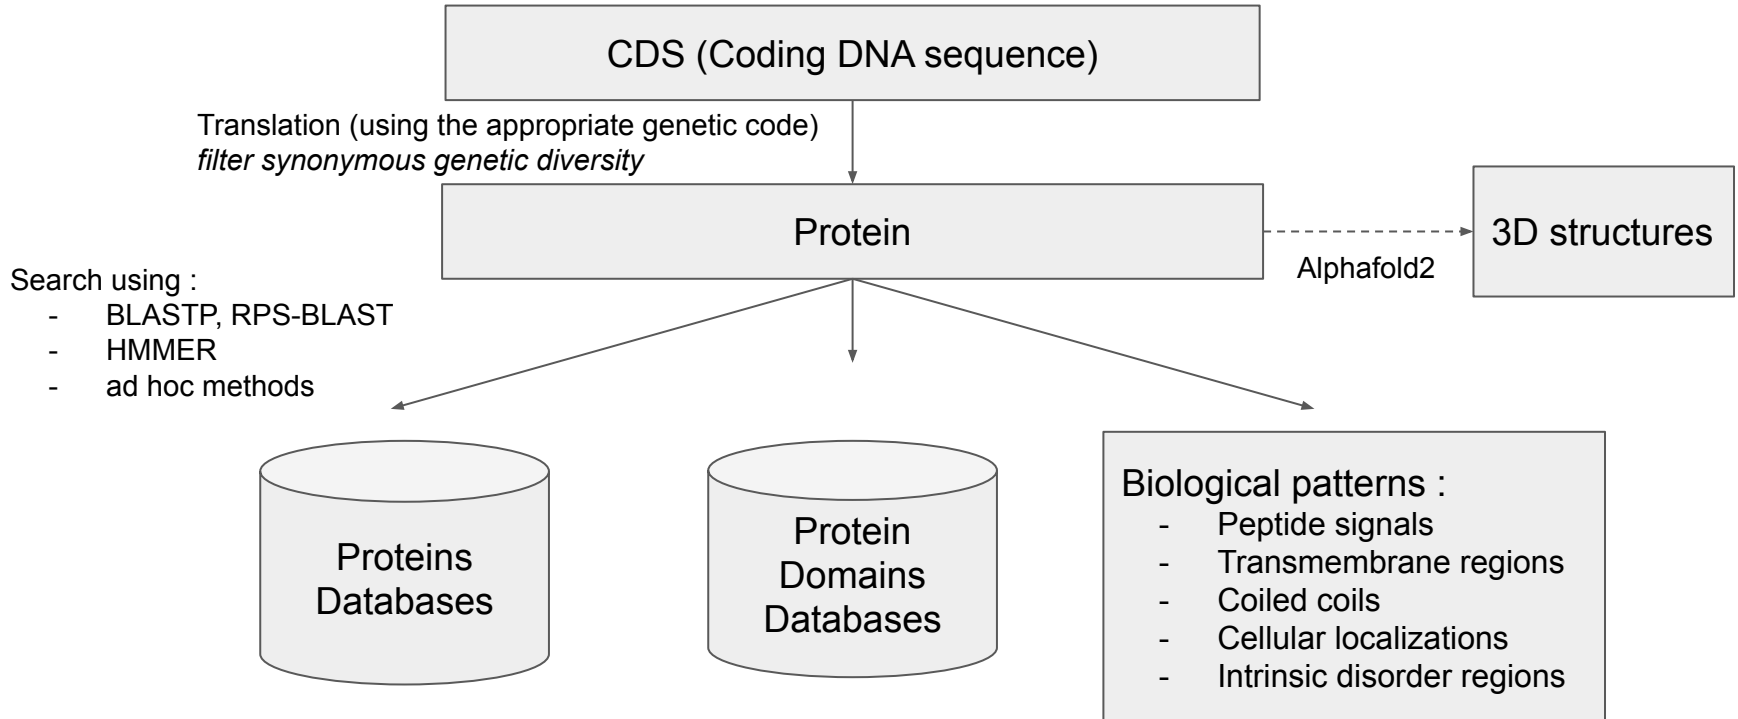 CDS (Coding DNA sequence)
Translation (using the appropriate genetic code)
filter synonymous genetic diversity
Protein
3D structures
Alphafold2
Search using :
- BLASTP, RPS-BLAST
- HMMER
- ad hoc methods
Proteins
Databases
Protein
Domains
Databases
Biological patterns :
- Peptide signals
- Transmembrane regions
- Coiled coils
- Cellular localizations
- Intrinsic disorder regions